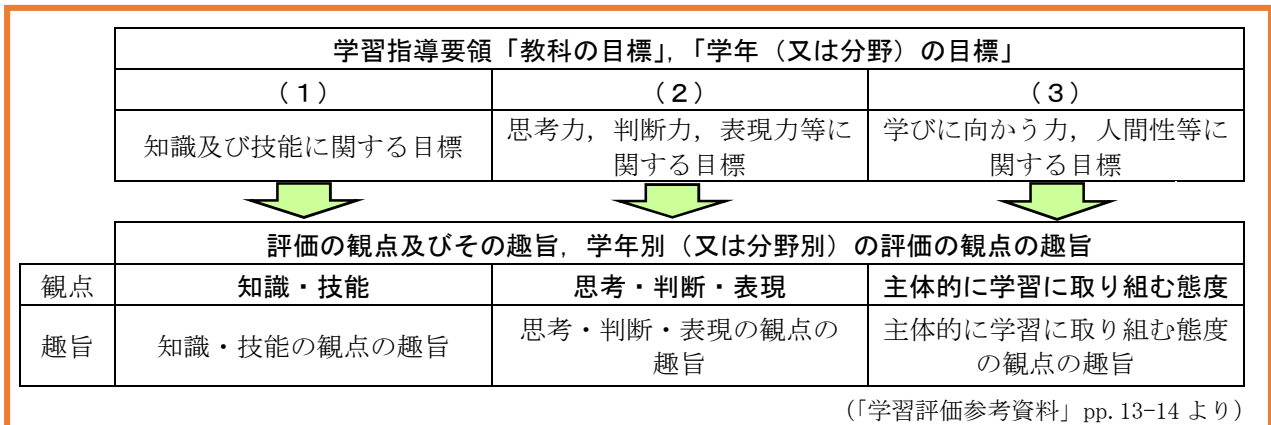 学習指導要領「教科の目標」，「学年（又は分野）の目標」
（１） （２） （３）
知識及び技能に関する目標
思考力，判断力，表現力等に
関する目標
学びに向かう力，人間性等に
関する目標
評価の観点及びその趣旨，学年別（又は分野別）の評価の観点の趣旨
観点 知識・技能 思考・判断・表現 主体的に学習に取り組む態度
趣旨 知識・技能の観点の趣旨
思考・判断・表現の観点の
趣旨
主体的に学習に取り組む態度
の観点の趣旨
（「学習評価参考資料」pp.13-14 より）